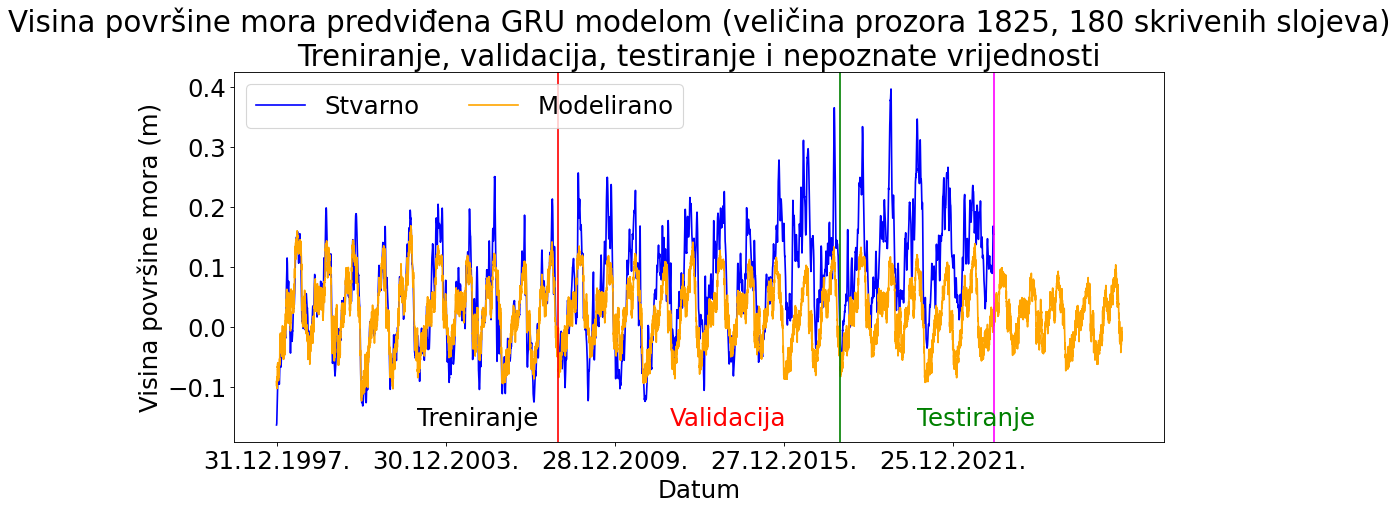 Visina površine mora predviđena GRU modelom (veličina prozora 1825, 180 skrivenih slojeva)
Treniranje, validacija, testiranje i nepoznate vrijednosti
Stvarno
Modelirano
Visina površine mora (m)
0.4
0.3
0.2
0.1
0.0
−0.1
Treniranje
Validacija
Testiranje
31.12.1997.
30.12.2003.
28.12.2009.
27.12.2015.
25.12.2021.
Datum